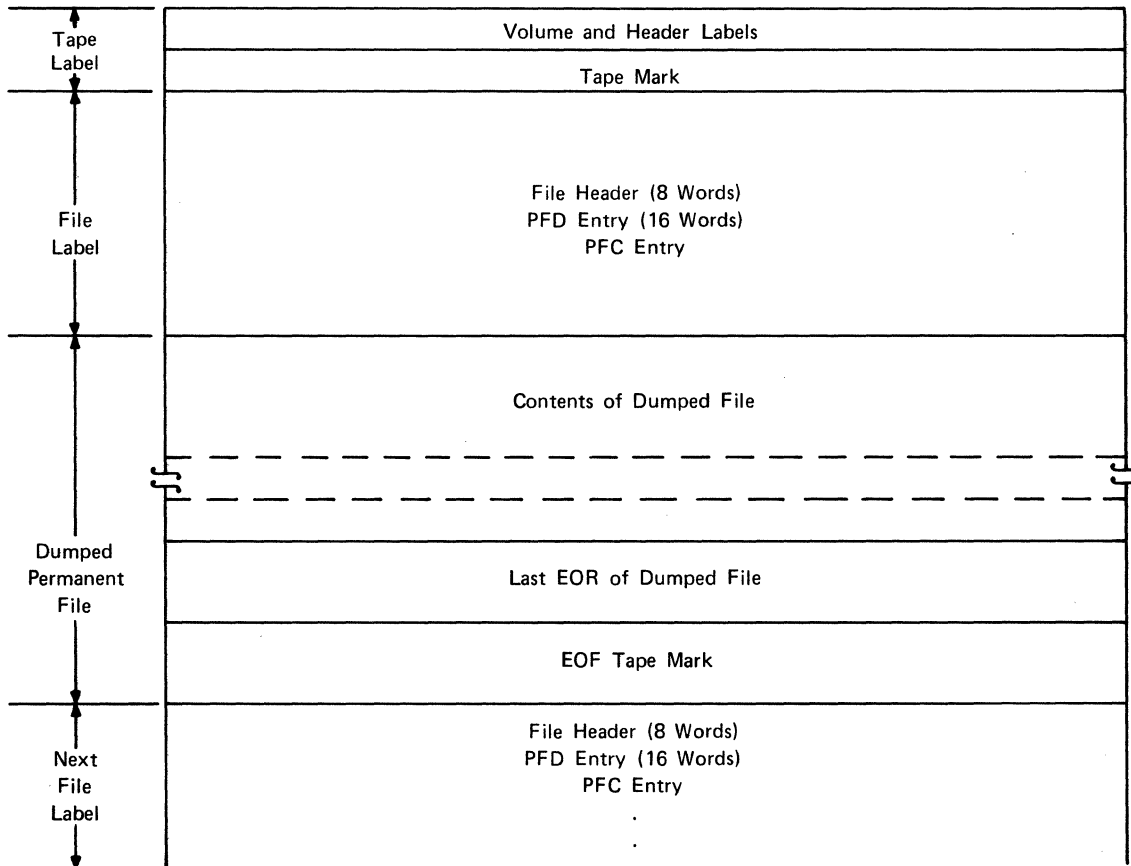 Tape
Label
Volume and Header Labels
Tape Mark
File
Label
File Header (8 Words)
PFD Entry (16 Words)
PFC Entry
Dumped
Permanent
File
Contents of Dumped File
Last EOR of Dumped File
EOF Tape Mark
Next
File
Label
File Header (8 Words)
PFD Entry (16 Words)
PFC Entry
.
.